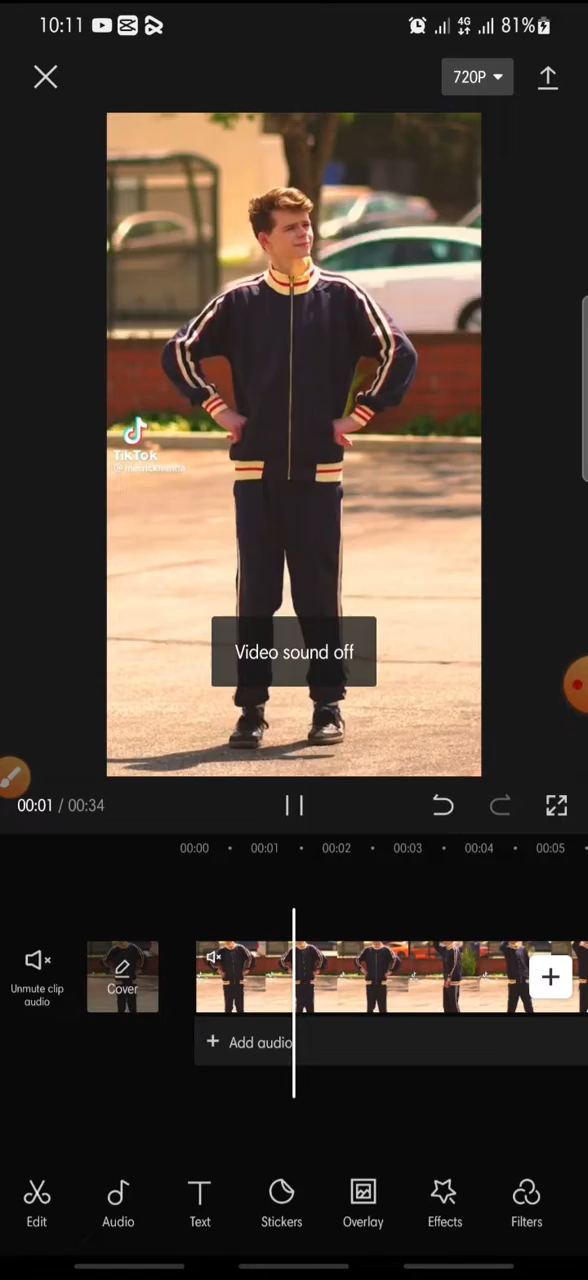 10:11
4G
81%
720P
TikTok
Video sound off
00:01 / 00:34
00:00
00:01
00:02
00:03
00:04
00:05
Unmute clip
audio
Cover
+ Add audio
Edit
Audio
Text
Stickers
Overlay
Effects
Filters